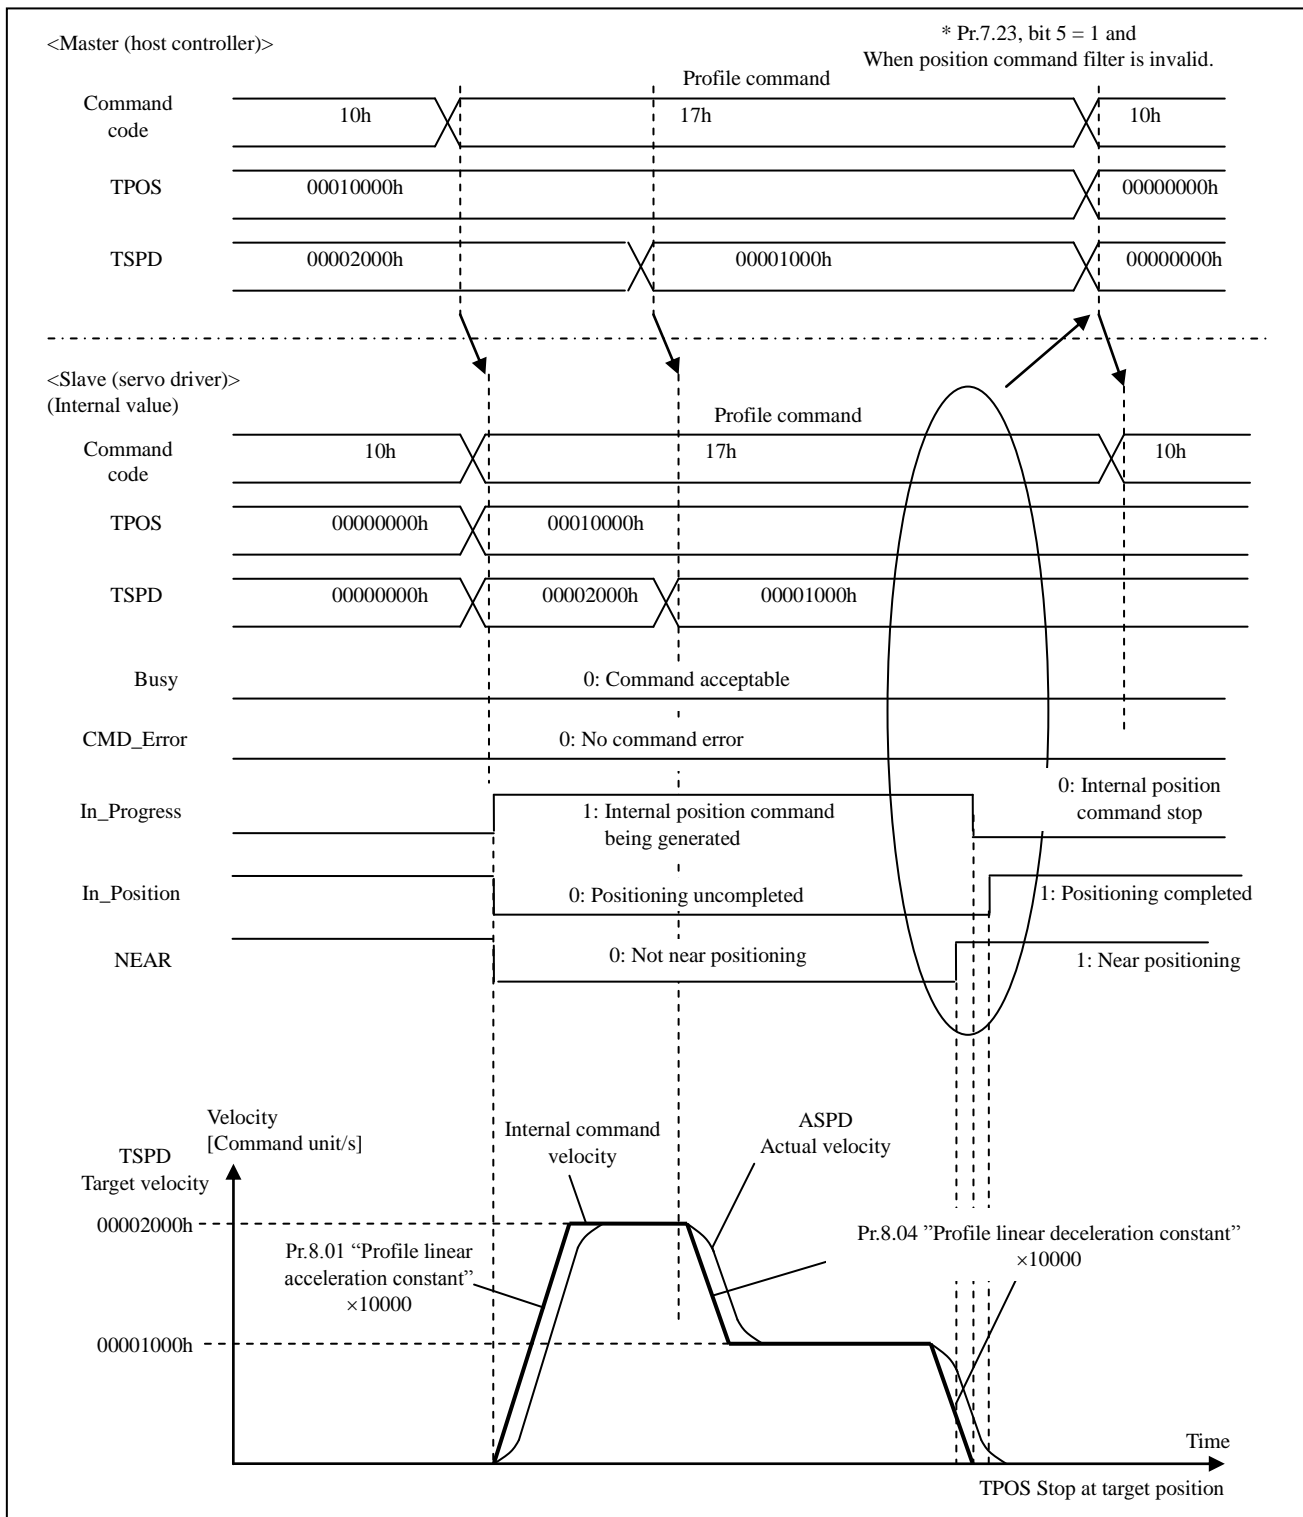 <Master (host controller)>
* Pr.7.23, bit 5 = 1 and
When position command filter is invalid.
Profile command
Command
code
10h
17h
10h
TPOS
00010000h
00000000h
TSPD
00002000h
00001000h
00000000h
<Slave (servo driver)>
(Internal value)
Profile command
Command
code
10h
17h
10h
TPOS
00000000h
00010000h
TSPD
00000000h
00002000h
00001000h
Busy
0: Command acceptable
CMD_Error
0: No command error
In_Progress
1: Internal position command
being generated
0: Internal position
command stop
In_Position
0: Positioning uncompleted
1: Positioning completed
NEAR
0: Not near positioning
1: Near positioning
Velocity
[Command unit/s]
TSPD
Target velocity
Internal command
velocity
ASPD
Actual velocity
00002000h
Pr.8.01 “Profile linear
acceleration constant”
×10000
Pr.8.04 ”Profile linear deceleration constant”
×10000
00001000h
Time
TPOS Stop at target position